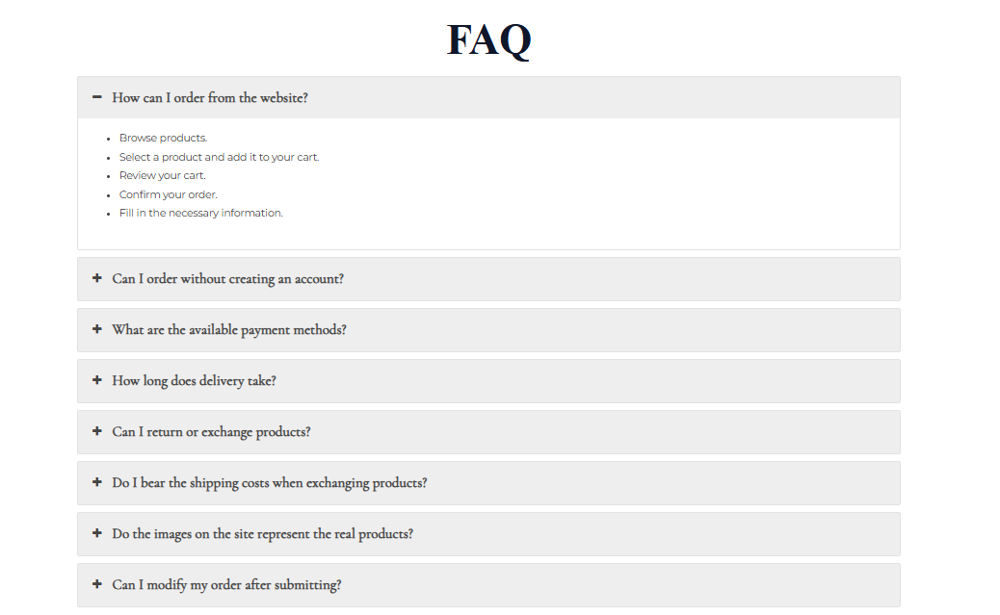 FAQ
How can I order from the website?
Browse products.
Select a product and add it to your cart.
Review your cart.
Confirm your order.
Fill in the necessary information.
Can I order without creating an account?
What are the available payment methods?
How long does delivery take?
Can I return or exchange products?
Do I bear the shipping costs when exchanging products?
Do the images on the site represent the real products?
Can I modify my order after submitting?